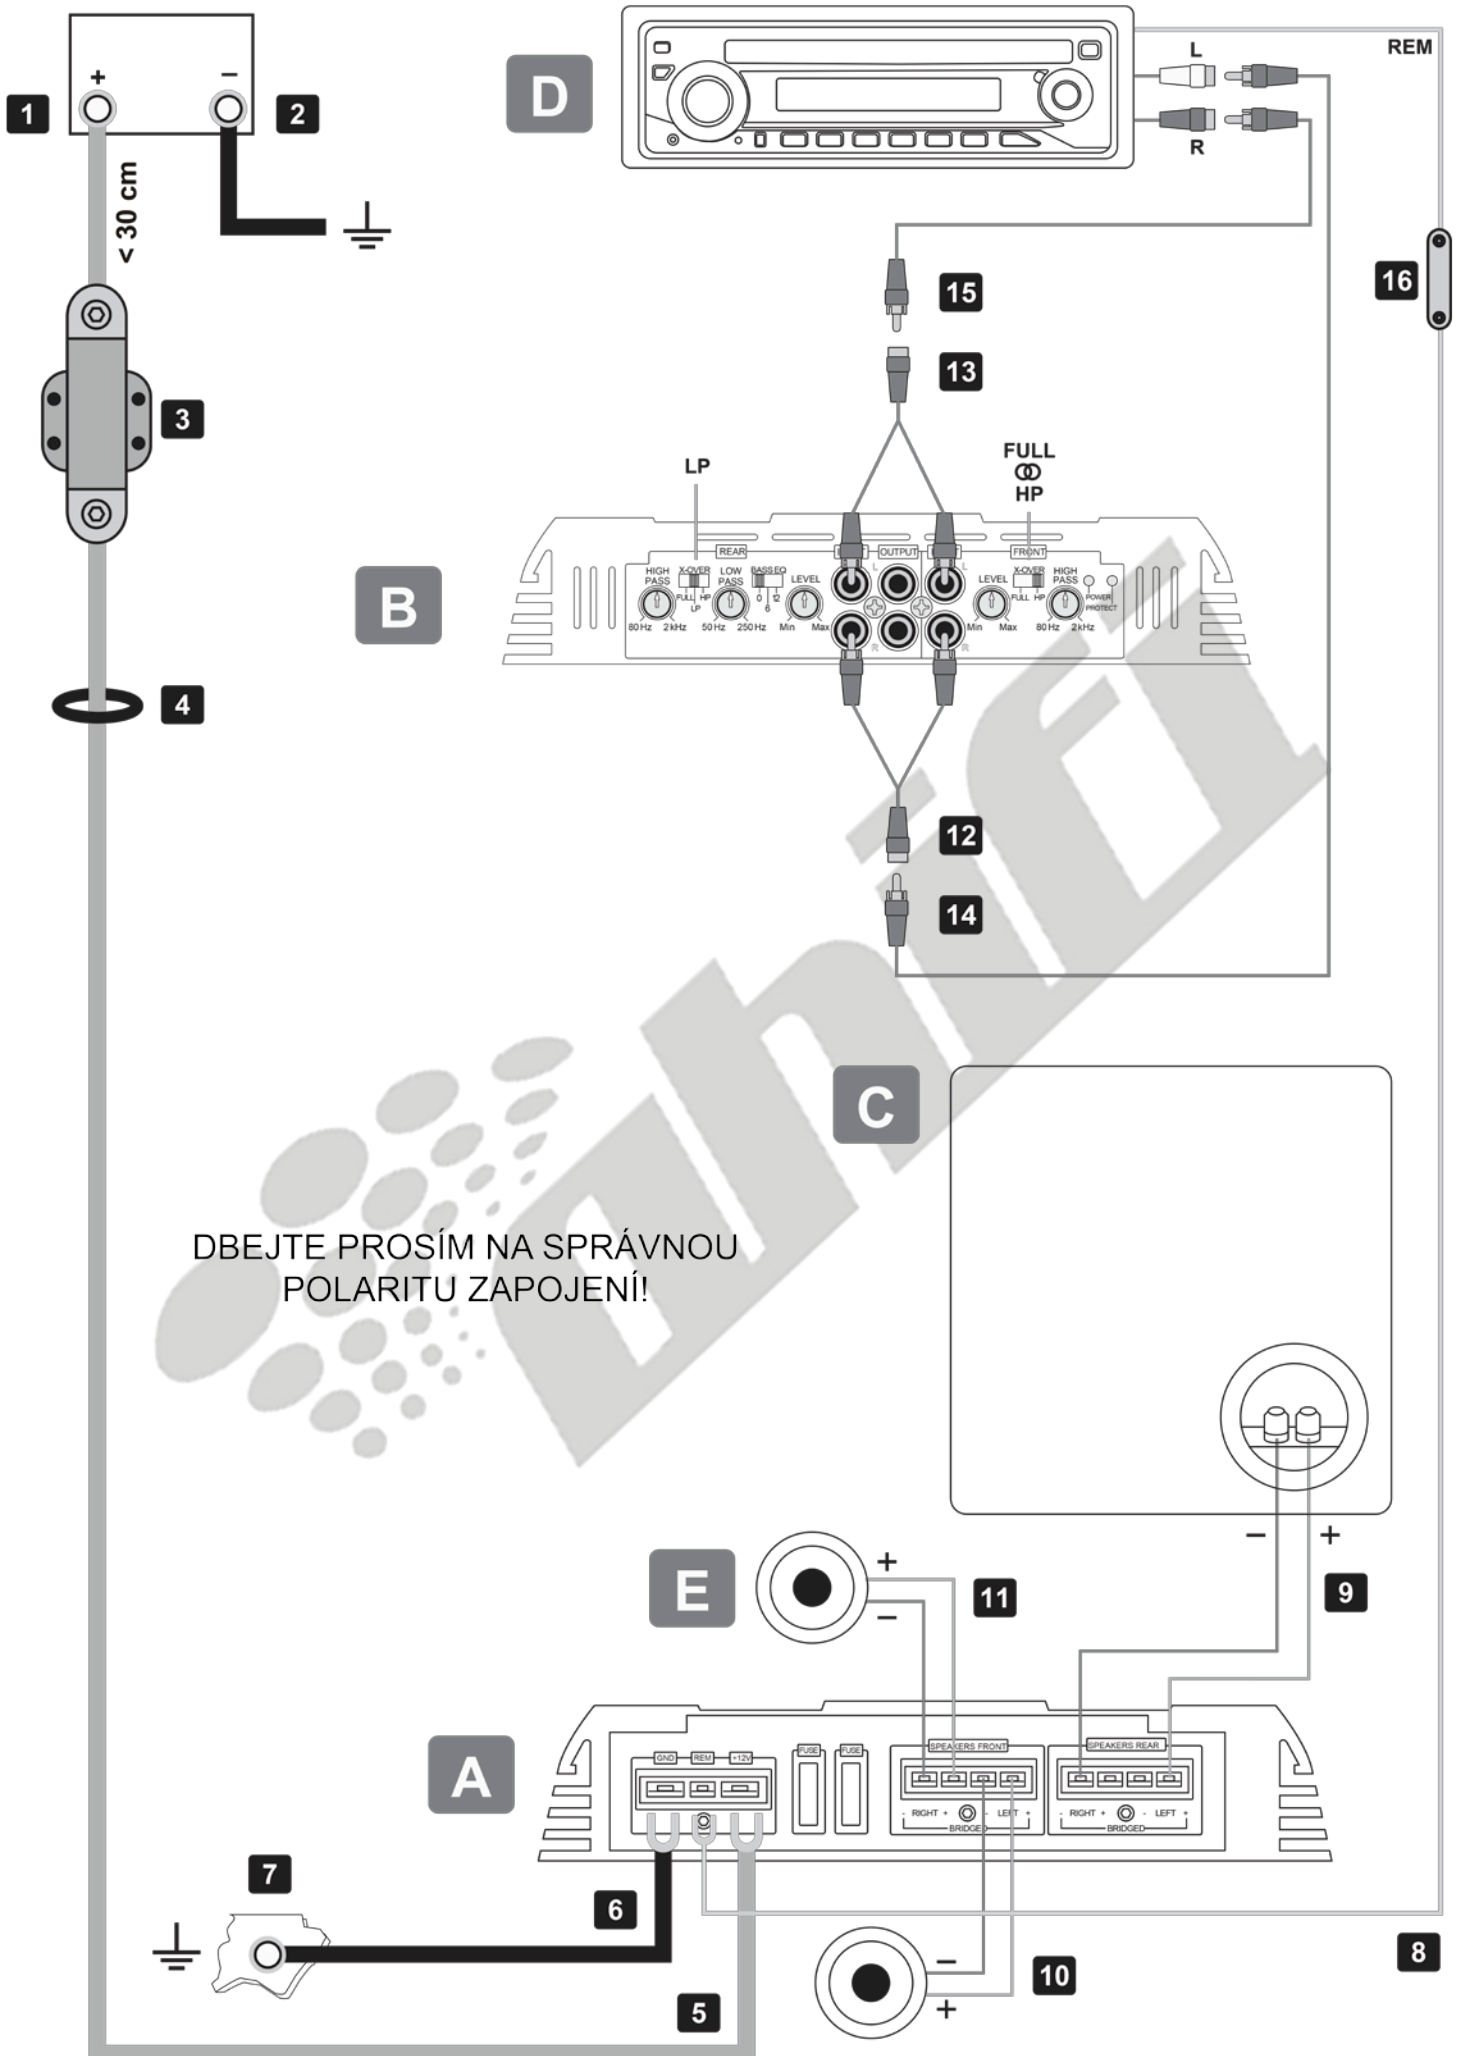 +
−
1
2
D
L
REM
R
< 30 cm
16
15
13
3
LP
FULL
HP
B
REAR
OUTPUT
FRONT
HIGH PASS
X-OVER
LOW PASS
BASS EQ
LEVEL
L
L
LEVEL
X-OVER
HIGH PASS
FULL
HP
LP
0
12
6
FULL
HP
POWER
PROTECT
80 Hz
2 kHz
50 Hz
250 Hz
Min
Max
R
R
Min
Max
80 Hz
2 kHz
4
12
14
ahifi
C
DBEJTE PROSÍM NA SPRÁVNOU
POLARITU ZAPOJENÍ!
− +
E
+
−
11
9
A
GND
REM
+12V
FUSE
FUSE
SPEAKERS FRONT
SPEAKERS REAR
- RIGHT +
- LEFT +
BRIDGED
- RIGHT +
- LEFT +
BRIDGED
7
6
8
−
+
10
5